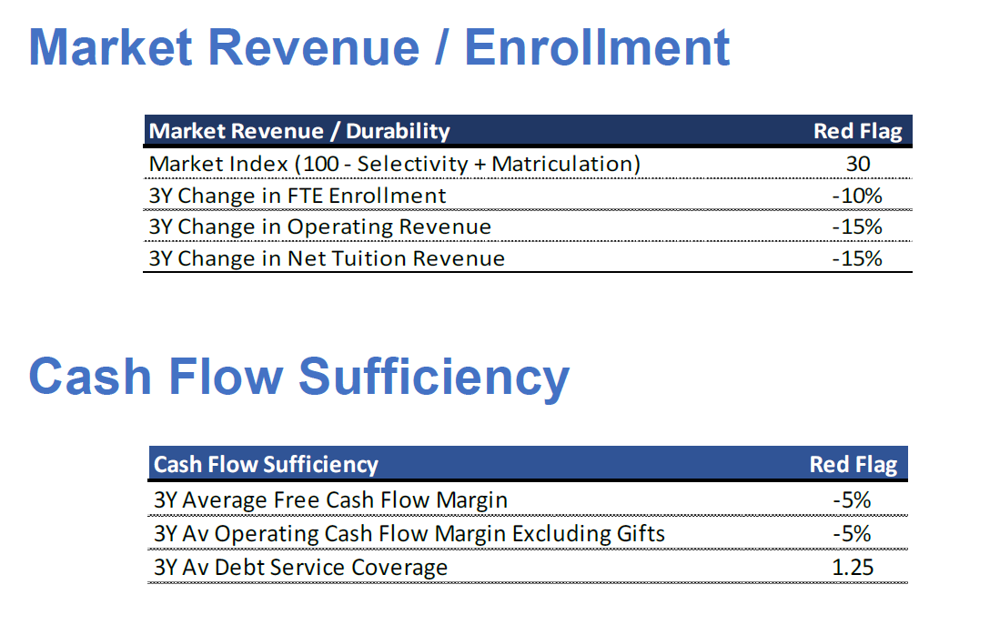 Market Revenue / Enrollment
Market Revenue / Durability Red Flag
Market Index (100 - Selectivity + Matriculation) 30
3Y Change in FTE Enrollment -10%
3Y Change in Operating Revenue -15%
3Y Change in Net Tuition Revenue -15%
Cash Flow Sufficiency
Cash Flow Sufficiency Red Flag
3Y Average Free Cash Flow Margin -5%
3Y Av Operating Cash Flow Margin Excluding Gifts -5%
3Y Av Debt Service Coverage 1.25